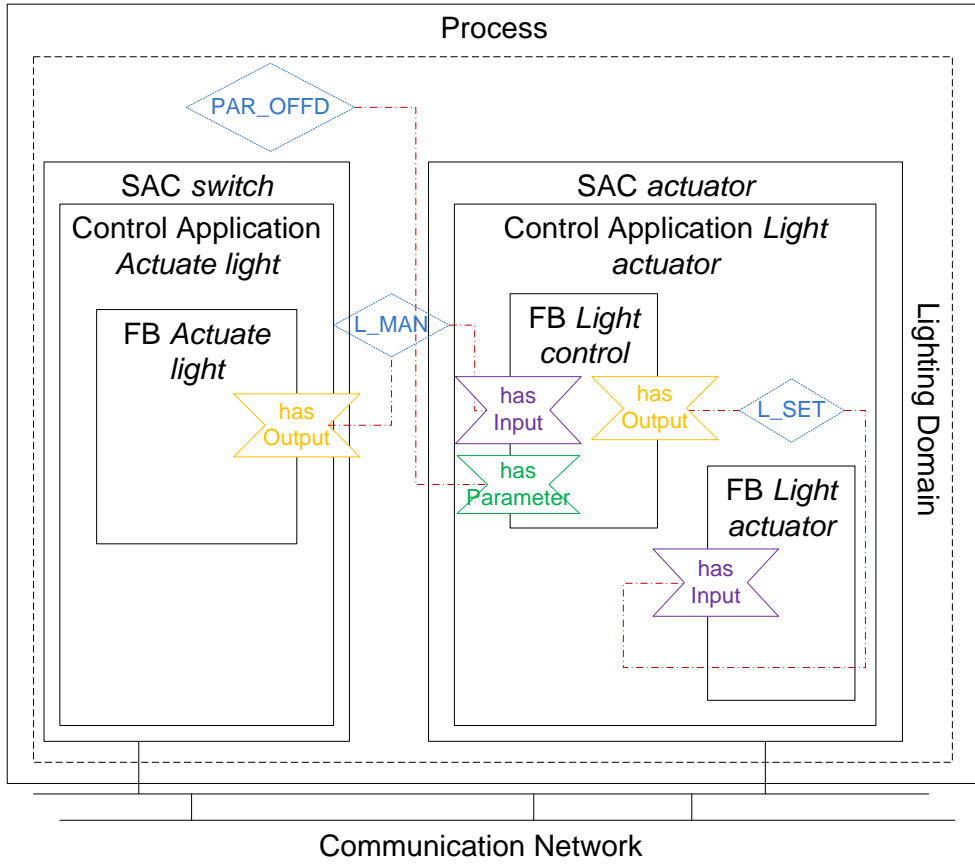 Process
PAR_OFFD
SAC switch
Control Application
Actuate light
FB Actuate
light
has
Output
L_MAN
SAC actuator
Control Application Light
actuator
FB Light
control
has
Input
has
Output
has
Parameter
L_SET
FB Light
actuator
has
Input
Lighting Domain
Communication Network